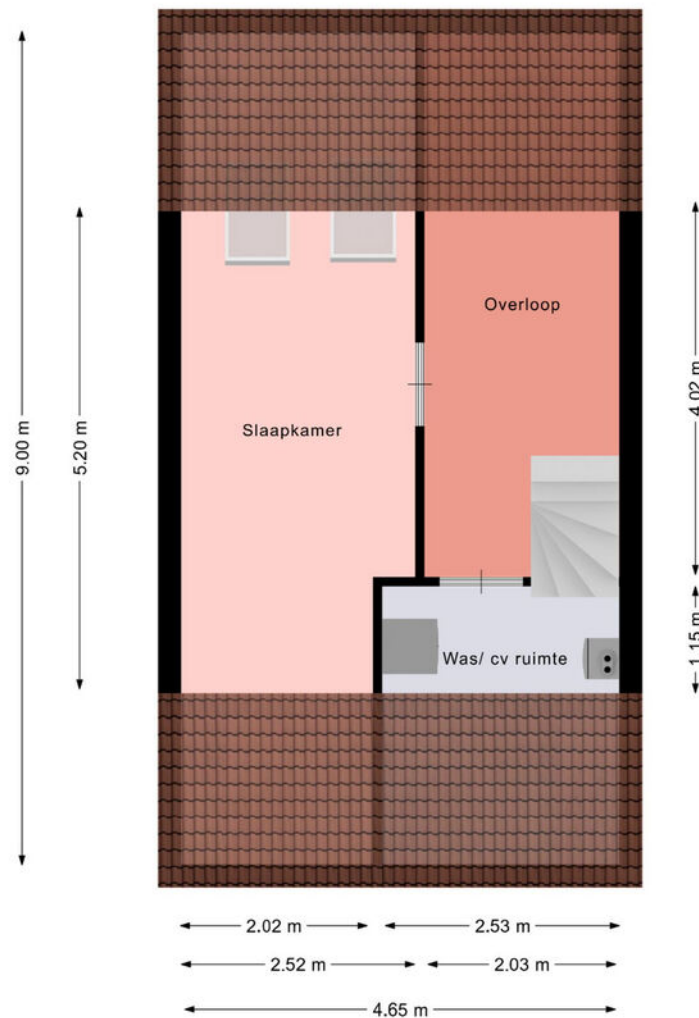 Overloop
Slaapkamer
Was/ cv ruimte
9.00 m
5.20 m
4.02 m
1.15 m
2.02 m
2.53 m
2.52 m
2.03 m
4.65 m